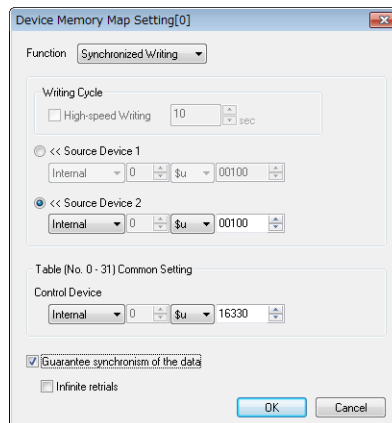 Device Memory Map Setting[0]
Function Synchronized Writing
Writing Cycle
High-speed Writing 10 sec
<< Source Device 1
Internal 0 $u 00100
<< Source Device 2
Internal 0 $u 00100
Table (No. 0 - 31) Common Setting
Control Device
Internal 0 $u 16330
Guarantee synchronism of the data
Infinite retrials
OK Cancel